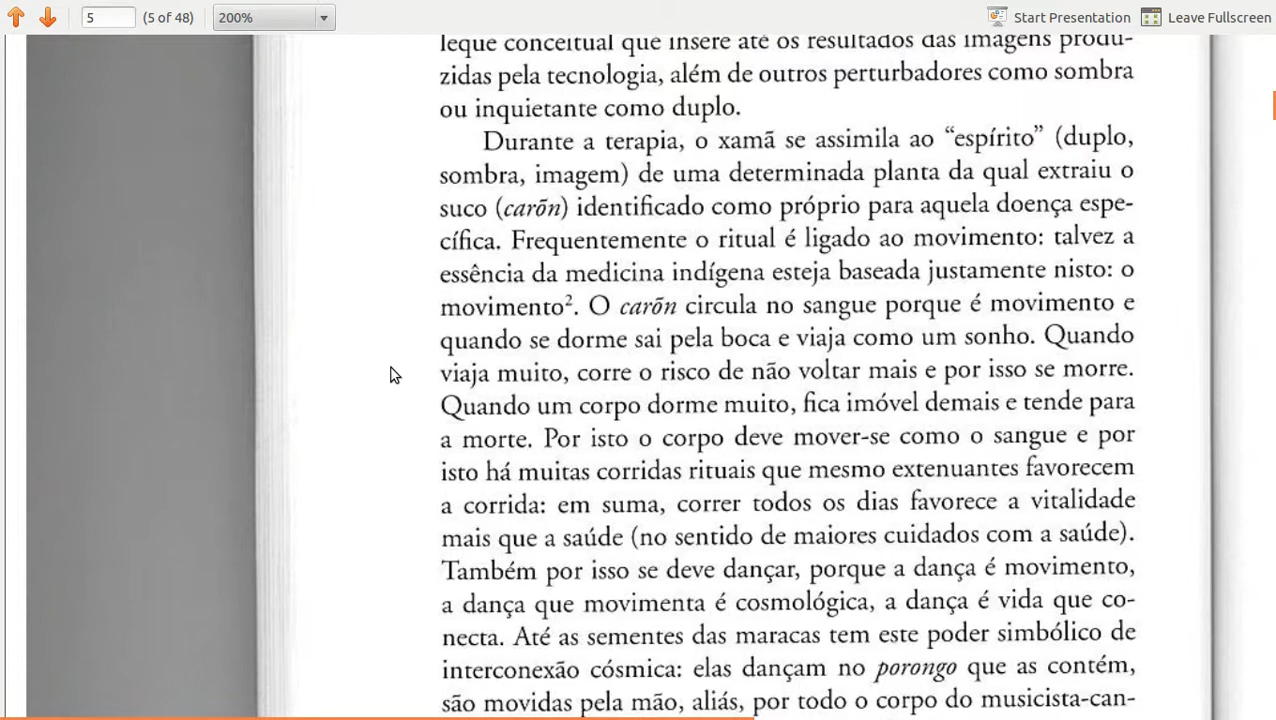 5 (5 of 48) 200% Start Presentation Leave Fullscreen
leque conceitual que insere até os resultados das imagens produ-
zidas pela tecnologia, além de outros perturbadores como sombra
ou inquietante como duplo.
Durante a terapia, o xamã se assimila ao “espírito” (duplo,
sombra, imagem) de uma determinada planta da qual extraiu o
suco (carõn) identificado como próprio para aquela doença espe-
cífica. Frequentemente o ritual é ligado ao movimento: talvez a
essência da medicina indígena esteja baseada justamente nisto: o
movimento². O carõn circula no sangue porque é movimento e
quando se dorme sai pela boca e viaja como um sonho. Quando
viaja muito, corre o risco de não voltar mais e por isso se morre.
Quando um corpo dorme muito, fica imóvel demais e tende para
a morte. Por isto o corpo deve mover-se como o sangue e por
isto há muitas corridas rituais que mesmo extenuantes favorecem
a corrida: em suma, correr todos os dias favorece a vitalidade
mais que a saúde (no sentido de maiores cuidados com a saúde).
Também por isso se deve dançar, porque a dança é movimento,
a dança que movimenta é cosmológica, a dança é vida que co-
necta. Até as sementes das maracas tem este poder simbólico de
interconexão cósmica: elas dançam no porongo que as contém,
são movidas pela mão, aliás, por todo o corpo do musicista-can-